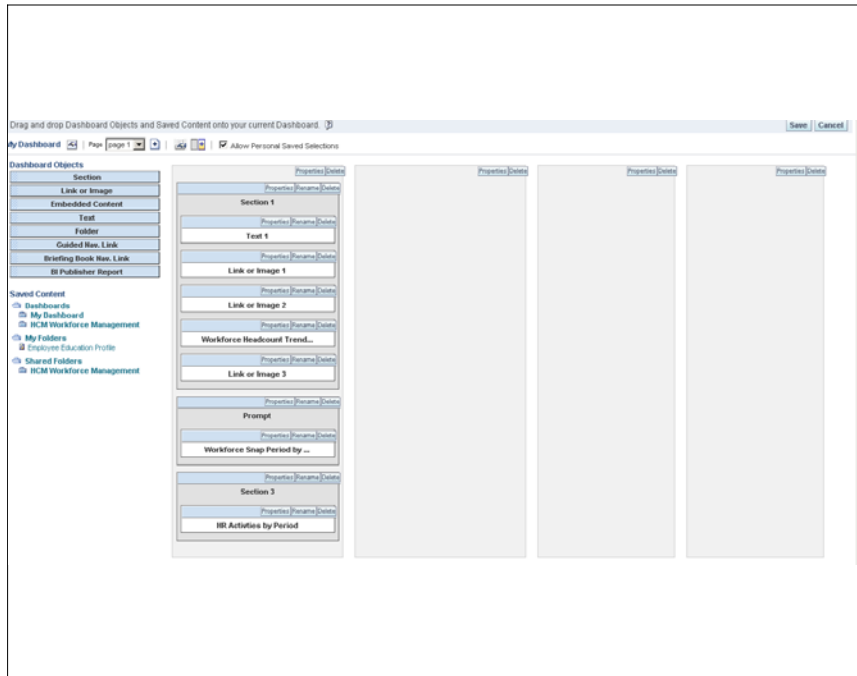 Drag and drop Dashboard Objects and Saved Content onto your current Dashboard.
Save Cancel
My Dashboard Page page 1 Allow Personal Saved Selections
Dashboard Objects
Section
Link or Image
Embedded Content
Text
Folder
Guided Nav. Link
Briefing Book Nav. Link
BI Publisher Report
Saved Content
Dashboards
My Dashboard
HCM Workforce Management
My Folders
Employee Education Profile
Shared Folders
HCM Workforce Management
Properties Delete
Properties Rename Delete
Section 1
Properties Rename Delete
Text 1
Properties Rename Delete
Link or Image 1
Properties Rename Delete
Link or Image 2
Properties Rename Delete
Workforce Headcount Trend...
Properties Rename Delete
Link or Image 3
Properties Rename Delete
Prompt
Properties Rename Delete
Workforce Snap Period by ...
Properties Rename Delete
Section 3
Properties Rename Delete
HR Activties by Period
Properties Delete
Properties Delete
Properties Delete